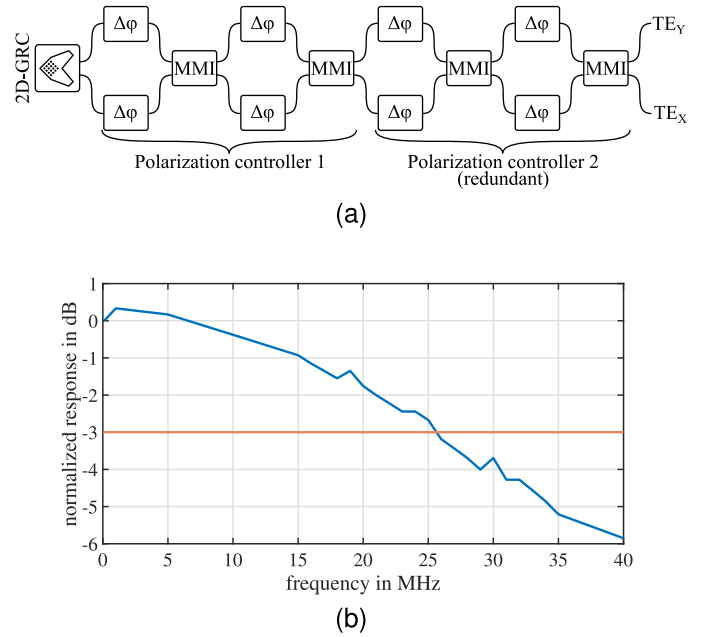 Δφ Δφ Δφ Δφ
2D-GRC
MMI MMI MMI MMI
TE_Y
TE_X
Δφ Δφ Δφ Δφ
Polarization controller 1
Polarization controller 2
(redundant)
(a)
normalized response in dB
1
0
-1
-2
-3
-4
-5
-6
0 5 10 15 20 25 30 35 40
frequency in MHz
(b)